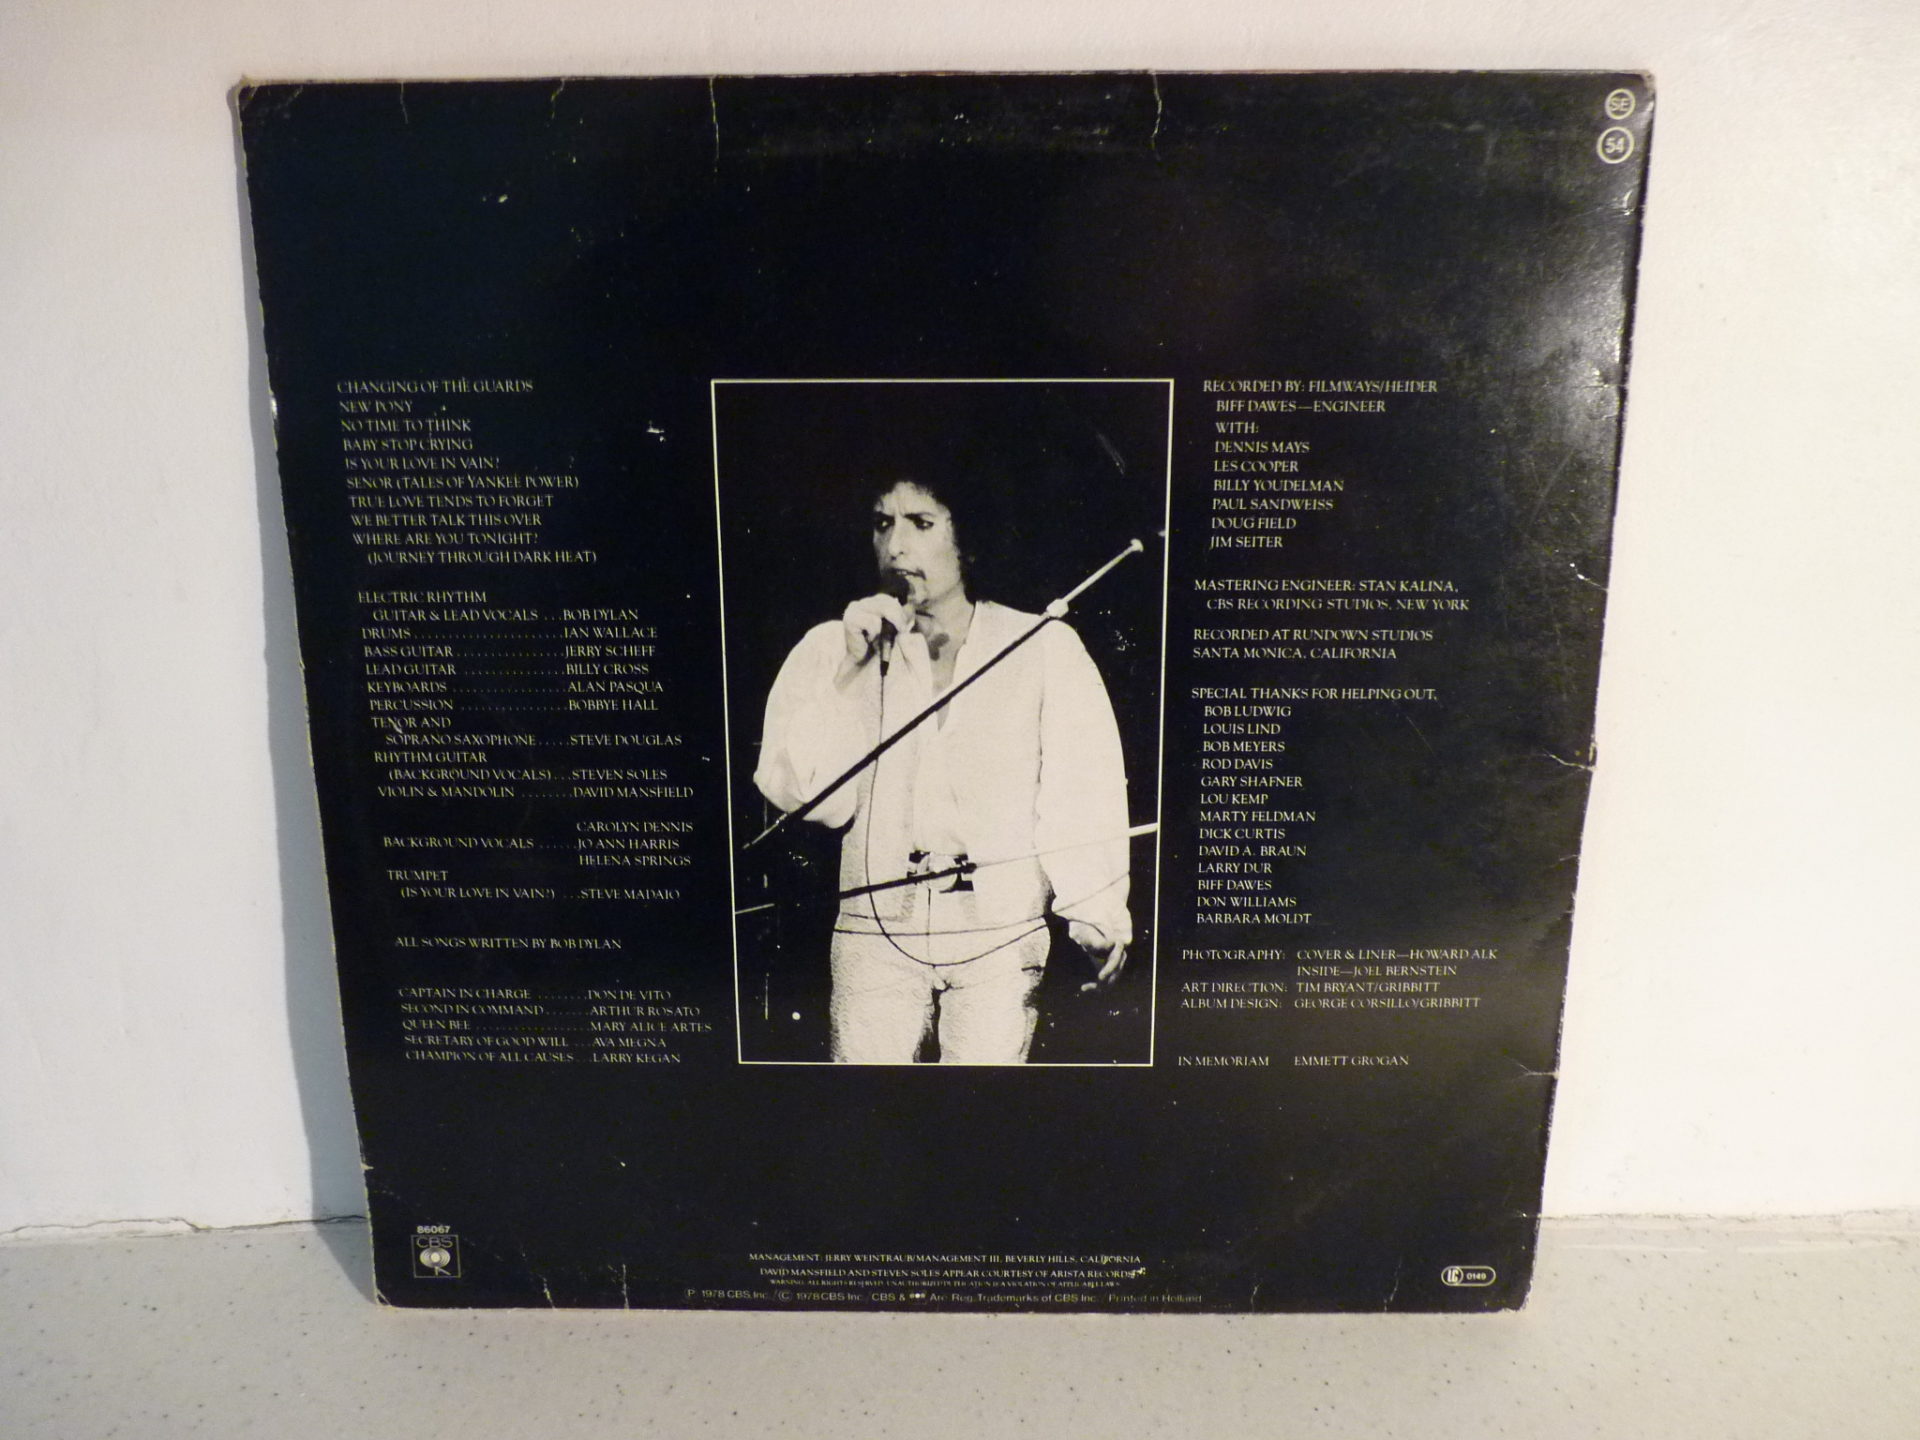 SE
54
CHANGING OF THE GUARDS
NEW PONY
NO TIME TO THINK
BABY STOP CRYING
IS YOUR LOVE IN VAIN?
SENOR (TALES OF YANKEE POWER)
TRUE LOVE TENDS TO FORGET
WE BETTER TALK THIS OVER
WHERE ARE YOU TONIGHT?
(JOURNEY THROUGH DARK HEAT)
ELECTRIC RHYTHM
GUITAR & LEAD VOCALS ...BOB DYLAN
DRUMS......................IAN WALLACE
BASS GUITAR................JERRY SCHEFF
LEAD GUITAR ...............BILLY CROSS
KEYBOARDS .................ALAN PASQUA
PERCUSSION ................BOBBYE HALL
TENOR AND
SOPRANO SAXOPHONE.....STEVE DOUGLAS
RHYTHM GUITAR
(BACKGROUND VOCALS)...STEVEN SOLES
VIOLIN & MANDOLIN ........DAVID MANSFIELD
CAROLYN DENNIS
BACKGROUND VOCALS ......JO ANN HARRIS
HELENA SPRINGS
TRUMPET
(IS YOUR LOVE IN VAIN?) ...STEVE MADAIO
ALL SONGS WRITTEN BY BOB DYLAN
CAPTAIN IN CHARGE ........DON DE VITO
SECOND IN COMMAND.......ARTHUR ROSATO
QUEEN BEE .................MARY ALICE ARTES
SECRETARY OF GOOD WILL ...AVA MEGNA
CHAMPION OF ALL CAUSES ...LARRY KEGAN
RECORDED BY: FILMWAYS/HEIDER
BIFF DAWES—ENGINEER
WITH:
DENNIS MAYS
LES COOPER
BILLY YOUDELMAN
PAUL SANDWEISS
DOUG FIELD
JIM SEITER
MASTERING ENGINEER: STAN KALINA,
CBS RECORDING STUDIOS, NEW YORK
RECORDED AT RUNDOWN STUDIOS
SANTA MONICA, CALIFORNIA
SPECIAL THANKS FOR HELPING OUT,
BOB LUDWIG
LOUIS LIND
BOB MEYERS
ROD DAVIS
GARY SHAFNER
LOU KEMP
MARTY FELDMAN
DICK CURTIS
DAVID A. BRAUN
LARRY DUR
BIFF DAWES
DON WILLIAMS
BARBARA MOLDT
PHOTOGRAPHY: COVER & LINER—HOWARD ALK
INSIDE—JOEL BERNSTEIN
ART DIRECTION: TIM BRYANT/GRIBBITT
ALBUM DESIGN: GEORGE CORSILLO/GRIBBITT
IN MEMORIAM EMMETT GROGAN
86067
CBS
MANAGEMENT: JERRY WEINTRAUB/MANAGEMENT III, BEVERLY HILLS, CALIFORNIA
DAVID MANSFIELD AND STEVEN SOLES APPEAR COURTESY OF ARISTA RECORDS
WARNING: ALL RIGHTS RESERVED. UNAUTHORIZED DUPLICATION IS A VIOLATION OF APPLICABLE LAWS
Ⓟ 1978 CBS, Inc. / Ⓒ 1978 CBS Inc. / CBS & Are Reg. Trademarks of CBS Inc. / Printed in Holland
LC 0149